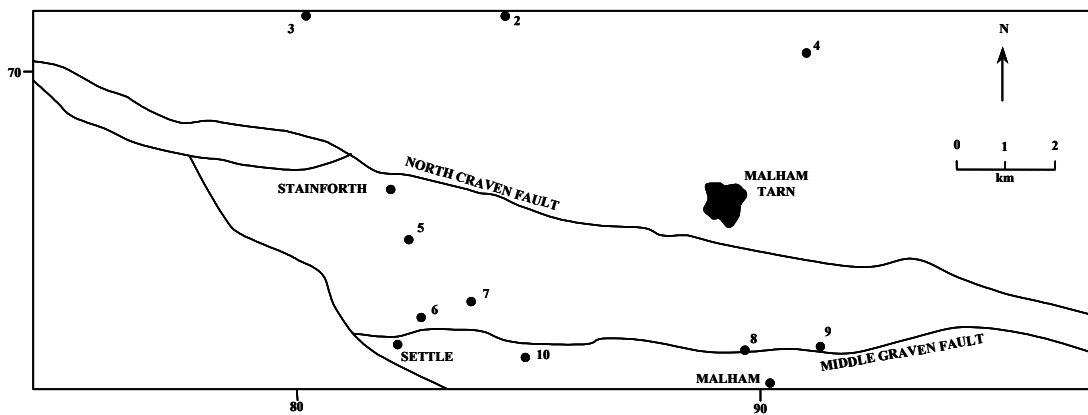 3
2
4
N
70
0 1 2
km
NORTH CRAVEN FAULT
MALHAM
TARN
STAINFORTH
5
7
6
8
9
SETTLE
10
MIDDLE GRAVEN FAULT
MALHAM
80
90